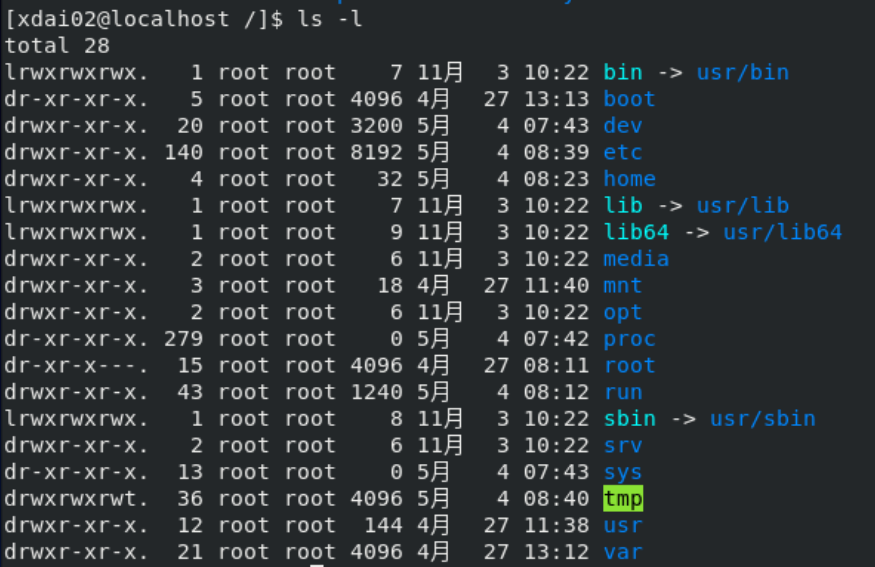 [xdai02@localhost /]$ ls -l
total 28
lrwxrwxrwx.   1 root root    7 11月   3 10:22 bin -> usr/bin
dr-xr-xr-x.   5 root root 4096 4月   27 13:13 boot
drwxr-xr-x.  20 root root 3200 5月    4 07:43 dev
drwxr-xr-x. 140 root root 8192 5月    4 08:39 etc
drwxr-xr-x.   4 root root   32 5月    4 08:23 home
lrwxrwxrwx.   1 root root    7 11月   3 10:22 lib -> usr/lib
lrwxrwxrwx.   1 root root    9 11月   3 10:22 lib64 -> usr/lib64
drwxr-xr-x.   2 root root    6 11月   3 10:22 media
drwxr-xr-x.   3 root root   18 4月   27 11:40 mnt
drwxr-xr-x.   2 root root    6 11月   3 10:22 opt
dr-xr-xr-x. 279 root root    0 5月    4 07:42 proc
dr-xr-x---.  15 root root 4096 4月   27 08:11 root
drwxr-xr-x.  43 root root 1240 5月    4 08:12 run
lrwxrwxrwx.   1 root root    8 11月   3 10:22 sbin -> usr/sbin
drwxr-xr-x.   2 root root    6 11月   3 10:22 srv
dr-xr-xr-x.  13 root root    0 5月    4 07:43 sys
drwxrwxrwt.  36 root root 4096 5月    4 08:40 tmp
drwxr-xr-x.  12 root root  144 4月   27 11:38 usr
drwxr-xr-x.  21 root root 4096 4月   27 13:12 var